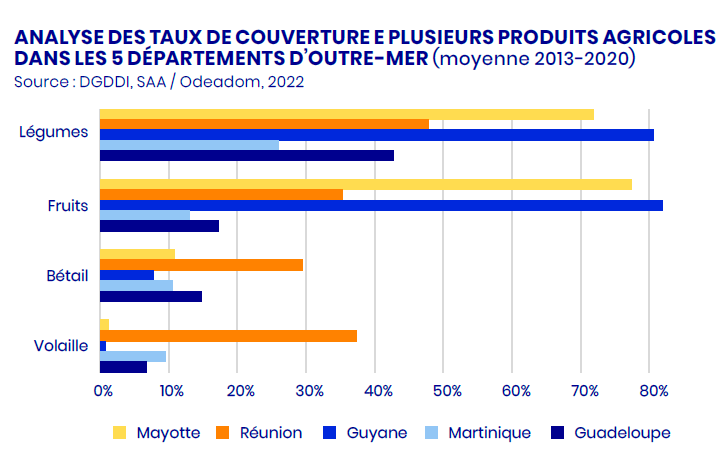 ANALYSE DES TAUX DE COUVERTURE E PLUSIEURS PRODUITS AGRICOLES
DANS LES 5 DÉPARTEMENTS D'OUTRE-MER (moyenne 2013-2020)
Source : DGDDI, SAA / Odeadom, 2022
Légumes
Fruits
Bétail
Volaille
0% 10% 20% 30% 40% 50% 60% 70% 80%
Mayotte Réunion Guyane Martinique Guadeloupe